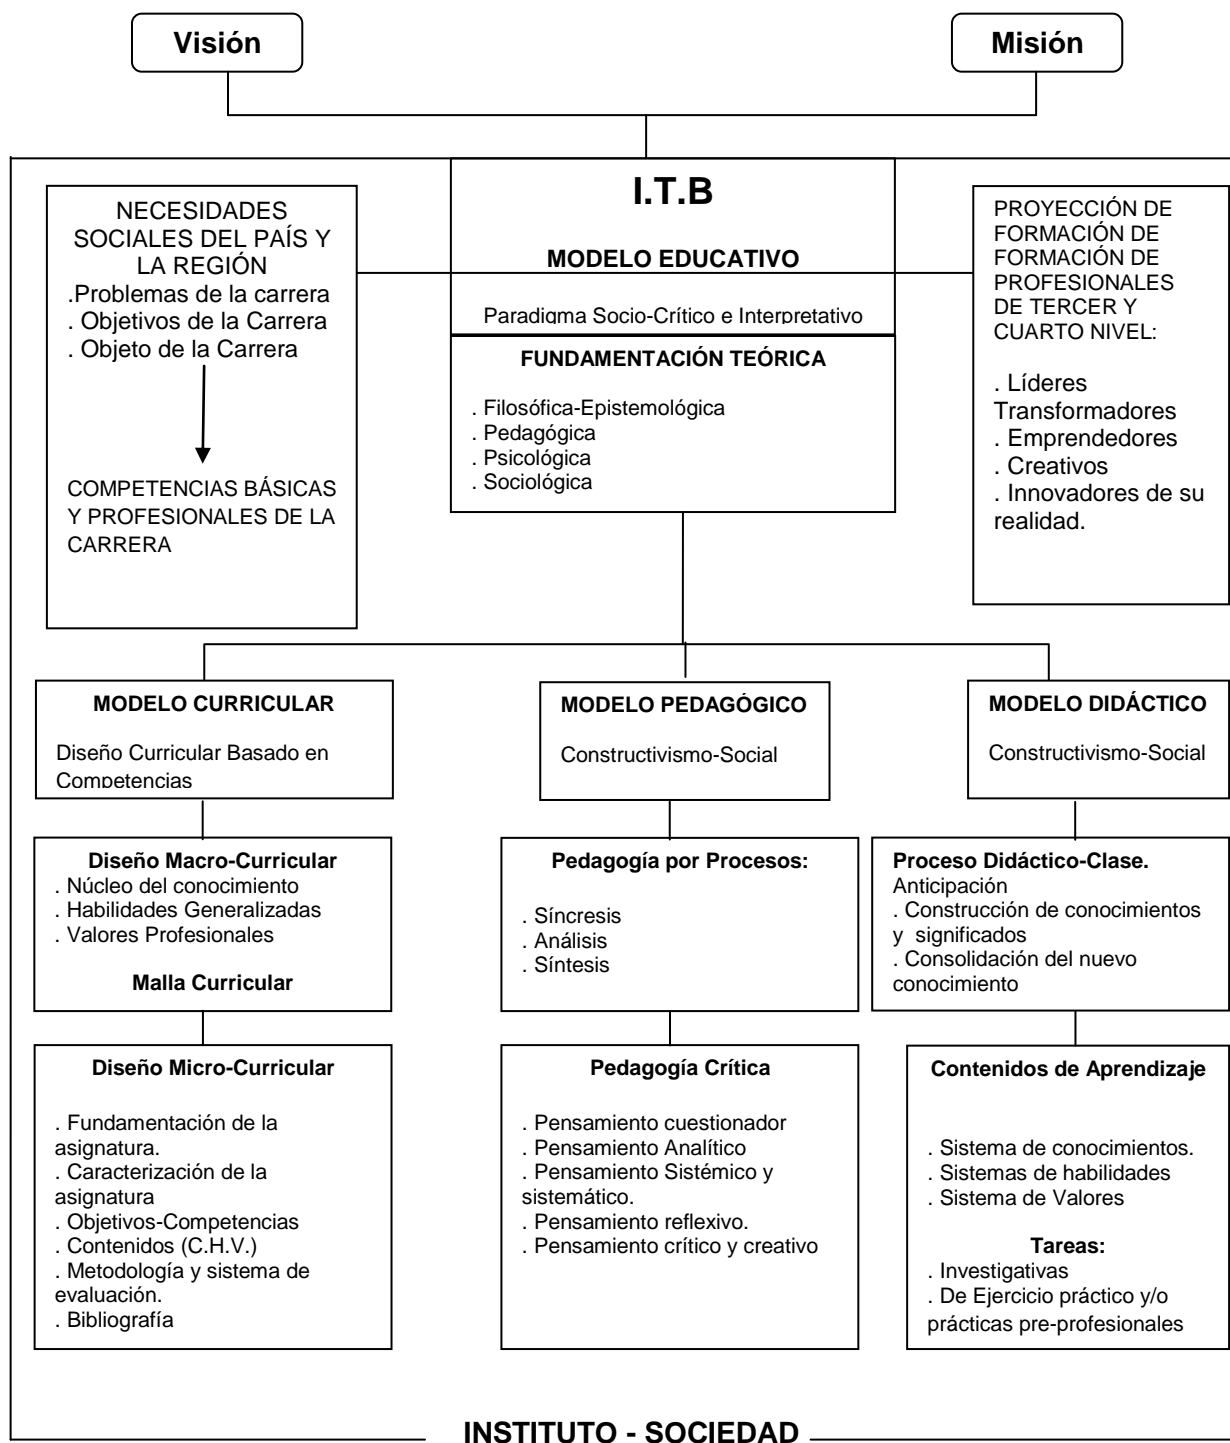 Visión
Misión
I.T.B
MODELO EDUCATIVO
Paradigma Socio-Crítico e Interpretativo
NECESIDADES
SOCIALES DEL PAÍS Y
LA REGIÓN
.Problemas de la carrera
. Objetivos de la Carrera
. Objeto de la Carrera
COMPETENCIAS BÁSICAS
Y PROFESIONALES DE LA
CARRERA
FUNDAMENTACIÓN TEÓRICA
. Filosófica-Epistemológica
. Pedagógica
. Psicológica
. Sociológica
PROYECCIÓN DE
FORMACIÓN DE
FORMACIÓN DE
PROFESIONALES
DE TERCER Y
CUARTO NIVEL:
. Líderes
Transformadores
. Emprendedores
. Creativos
. Innovadores de su
realidad.
MODELO CURRICULAR
Diseño Curricular Basado en
Competencias
MODELO PEDAGÓGICO
Constructivismo-Social
MODELO DIDÁCTICO
Constructivismo-Social
Diseño Macro-Curricular
. Núcleo del conocimiento
. Habilidades Generalizadas
. Valores Profesionales
Malla Curricular
Pedagogía por Procesos:
. Síncresis
. Análisis
. Síntesis
Proceso Didáctico-Clase.
Anticipación
. Construcción de conocimientos
y significados
. Consolidación del nuevo
conocimiento
Diseño Micro-Curricular
. Fundamentación de la
asignatura.
. Caracterización de la
asignatura
. Objetivos-Competencias
. Contenidos (C.H.V.)
. Metodología y sistema de
evaluación.
. Bibliografía
Pedagogía Crítica
. Pensamiento cuestionador
. Pensamiento Analítico
. Pensamiento Sistémico y
sistemático.
. Pensamiento reflexivo.
. Pensamiento crítico y creativo
Contenidos de Aprendizaje
. Sistema de conocimientos.
. Sistemas de habilidades
. Sistema de Valores
Tareas:
. Investigativas
. De Ejercicio práctico y/o
prácticas pre-profesionales
INSTITUTO - SOCIEDAD